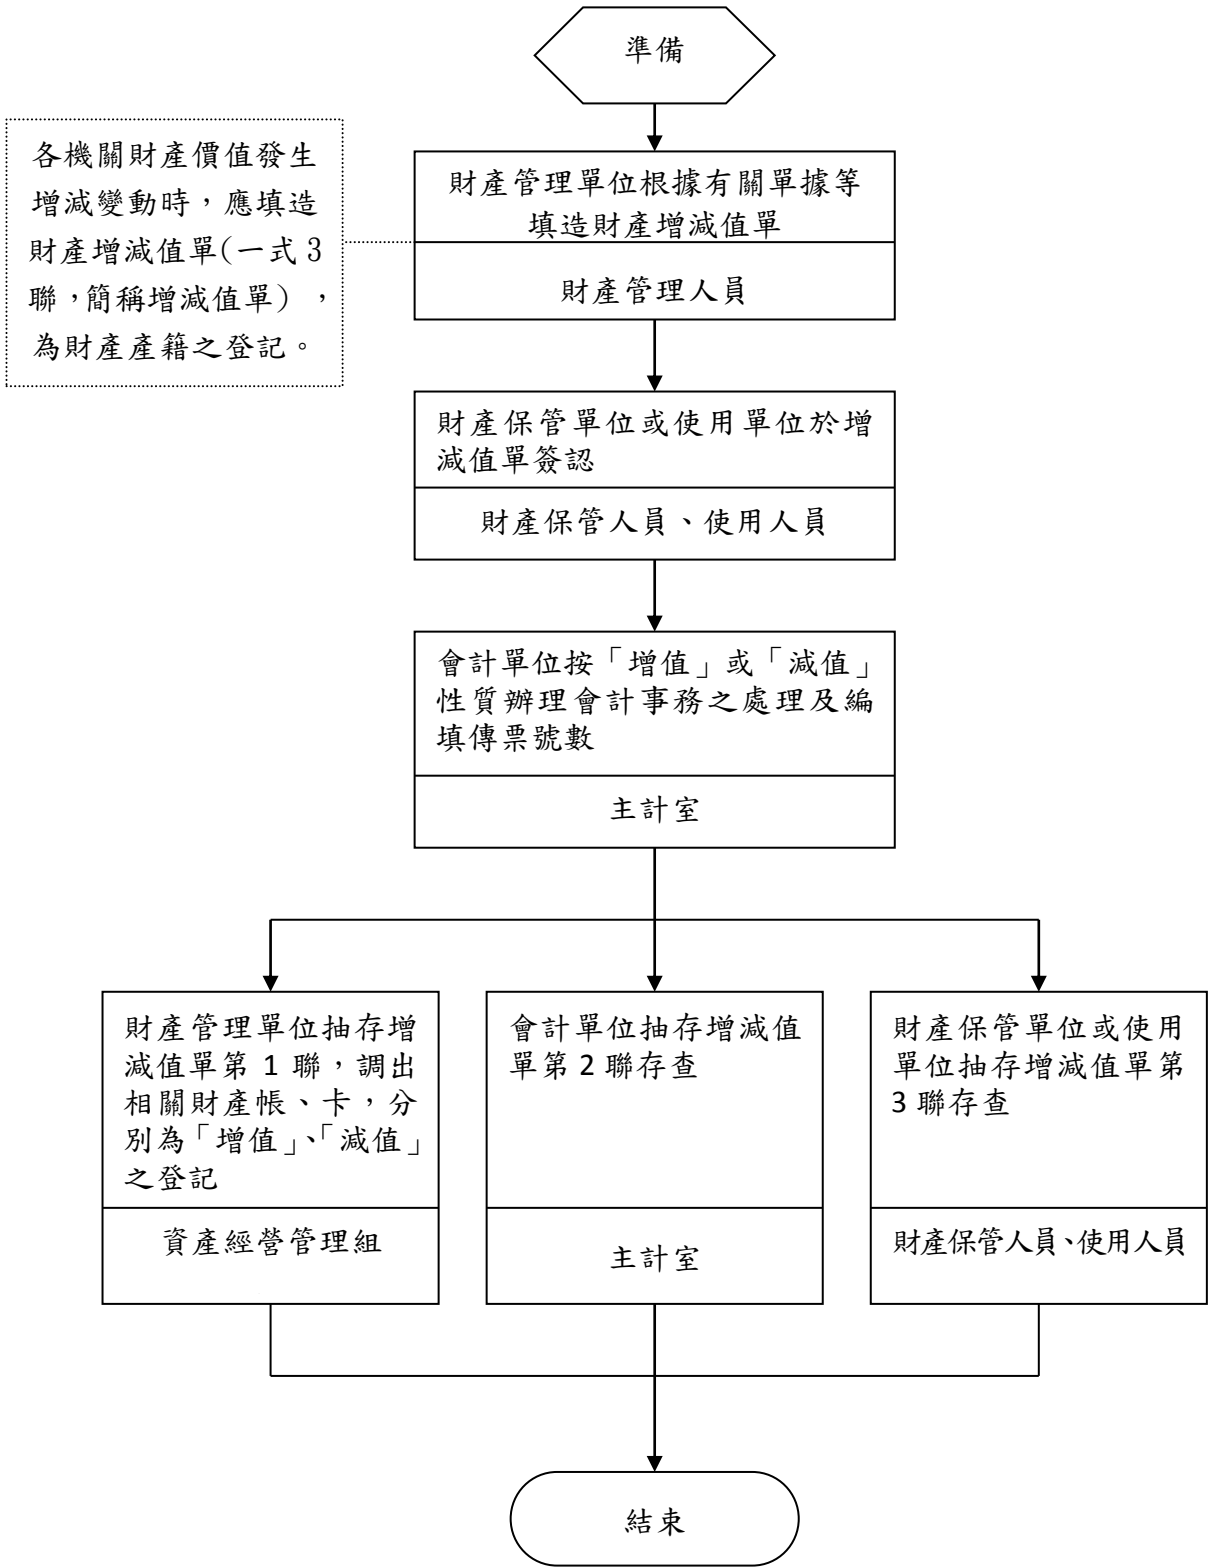 準備
各機關財產價值發生
增減變動時，應填造
財產增減值單(一式 3
聯，簡稱增減值單)，
為財產產籍之登記。
財產管理單位根據有關單據等
填造財產增減值單
財產管理人員
財產保管單位或使用單位於增
減值單簽認
財產保管人員、使用人員
會計單位按「增值」或「減值」
性質辦理會計事務之處理及編
填傳票號數
主計室
財產管理單位抽存增
減值單第 1 聯，調出
相關財產帳、卡，分
別為「增值」、「減值」
之登記
資產經營管理組
會計單位抽存增減值
單第 2 聯存查
主計室
財產保管單位或使用
單位抽存增減值單第
3 聯存查
財產保管人員、使用人員
結束